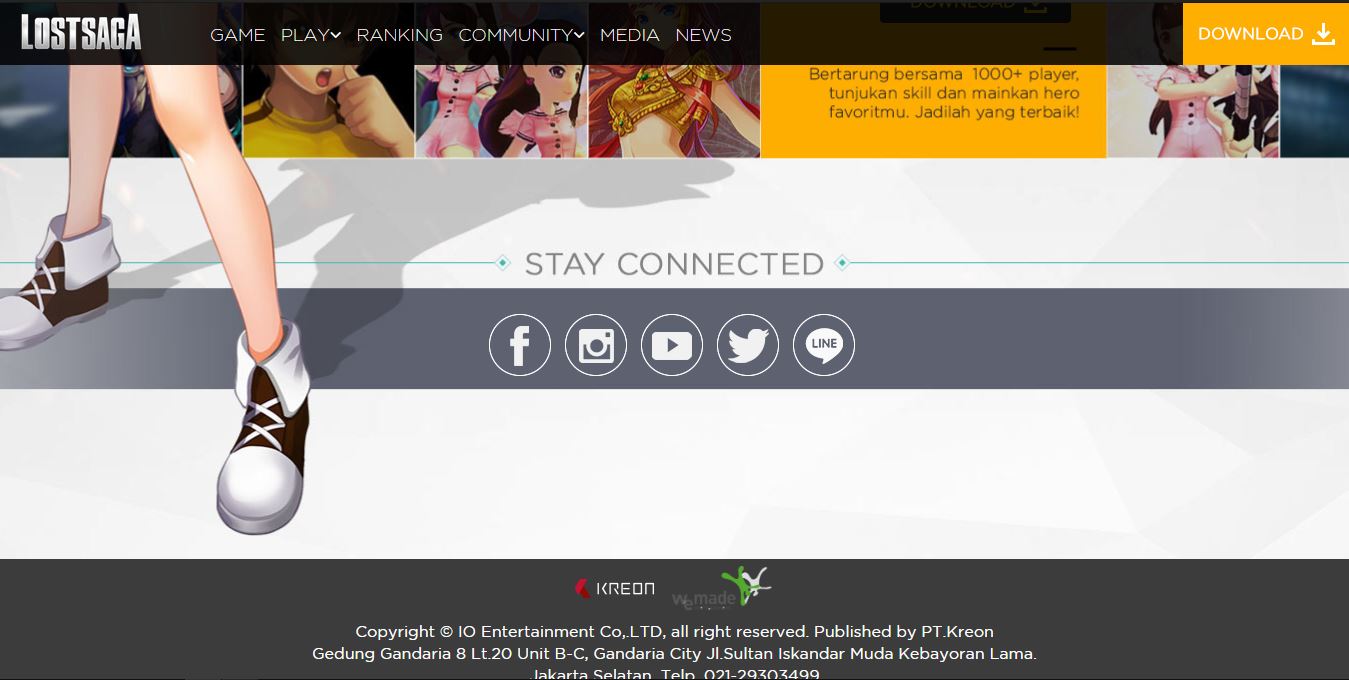 DOWNLOAD
LOSTSAGA
GAME PLAY RANKING COMMUNITY MEDIA NEWS
DOWNLOAD
Bertarung bersama 1000+ player,
tunjukan skill dan mainkan hero
favoritmu. Jadilah yang terbaik!
STAY CONNECTED
LINE
KREON
wemade
Copyright © IO Entertainment Co,.LTD, all right reserved. Published by PT.Kreon
Gedung Gandaria 8 Lt.20 Unit B-C, Gandaria City Jl.Sultan Iskandar Muda Kebayoran Lama.
Jakarta Selatan. Telp. 021-29303499